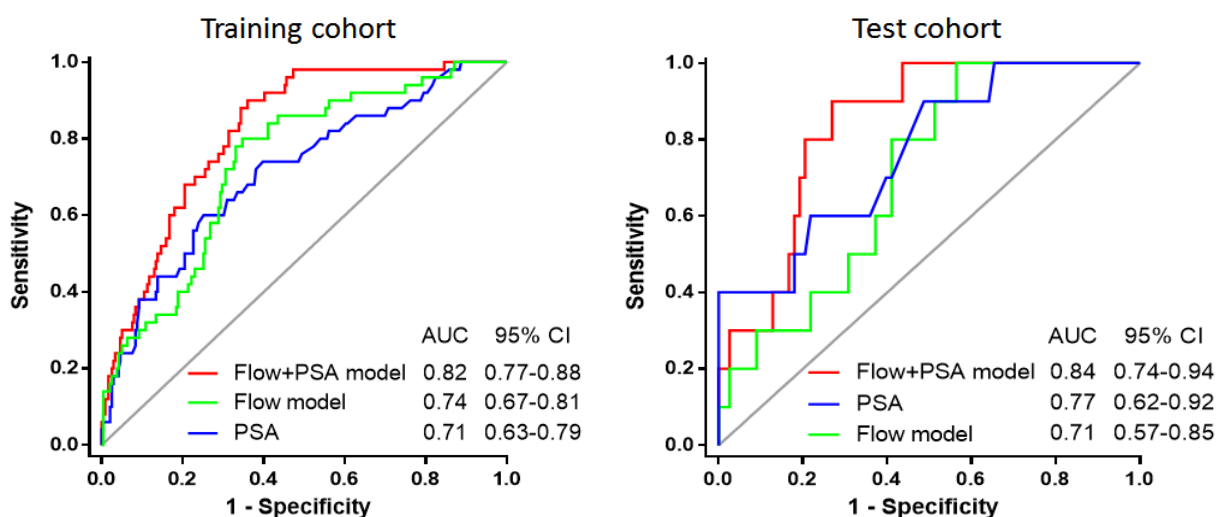 Training cohort
1.0
0.8
0.6
0.4
0.2
0.0
Sensitivity
AUC 95% CI
Flow+PSA model 0.82 0.77-0.88
Flow model 0.74 0.67-0.81
PSA 0.71 0.63-0.79
0.0 0.2 0.4 0.6 0.8 1.0
1 - Specificity
Test cohort
1.0
0.8
0.6
0.4
0.2
0.0
Sensitivity
AUC 95% CI
Flow+PSA model 0.84 0.74-0.94
PSA 0.77 0.62-0.92
Flow model 0.71 0.57-0.85
0.0 0.2 0.4 0.6 0.8 1.0
1 - Specificity